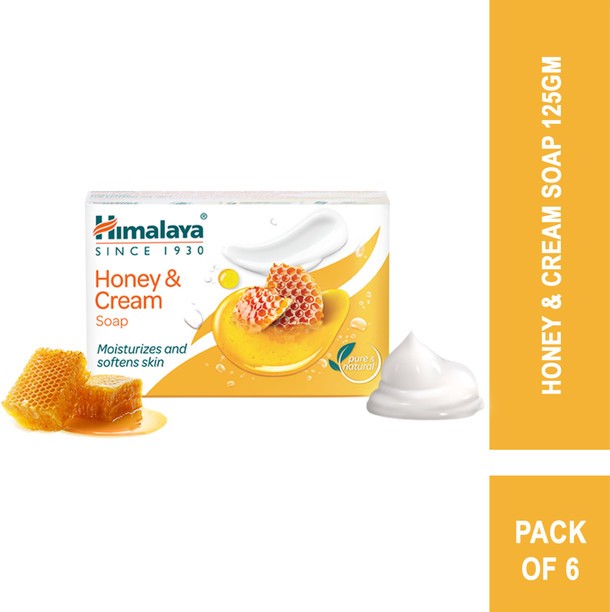 Himalaya®
SINCE 1930
Honey &
Cream
Soap
Moisturizes and
softens skin
pure &
natural
HONEY & CREAM SOAP 125GM
PACK
OF 6